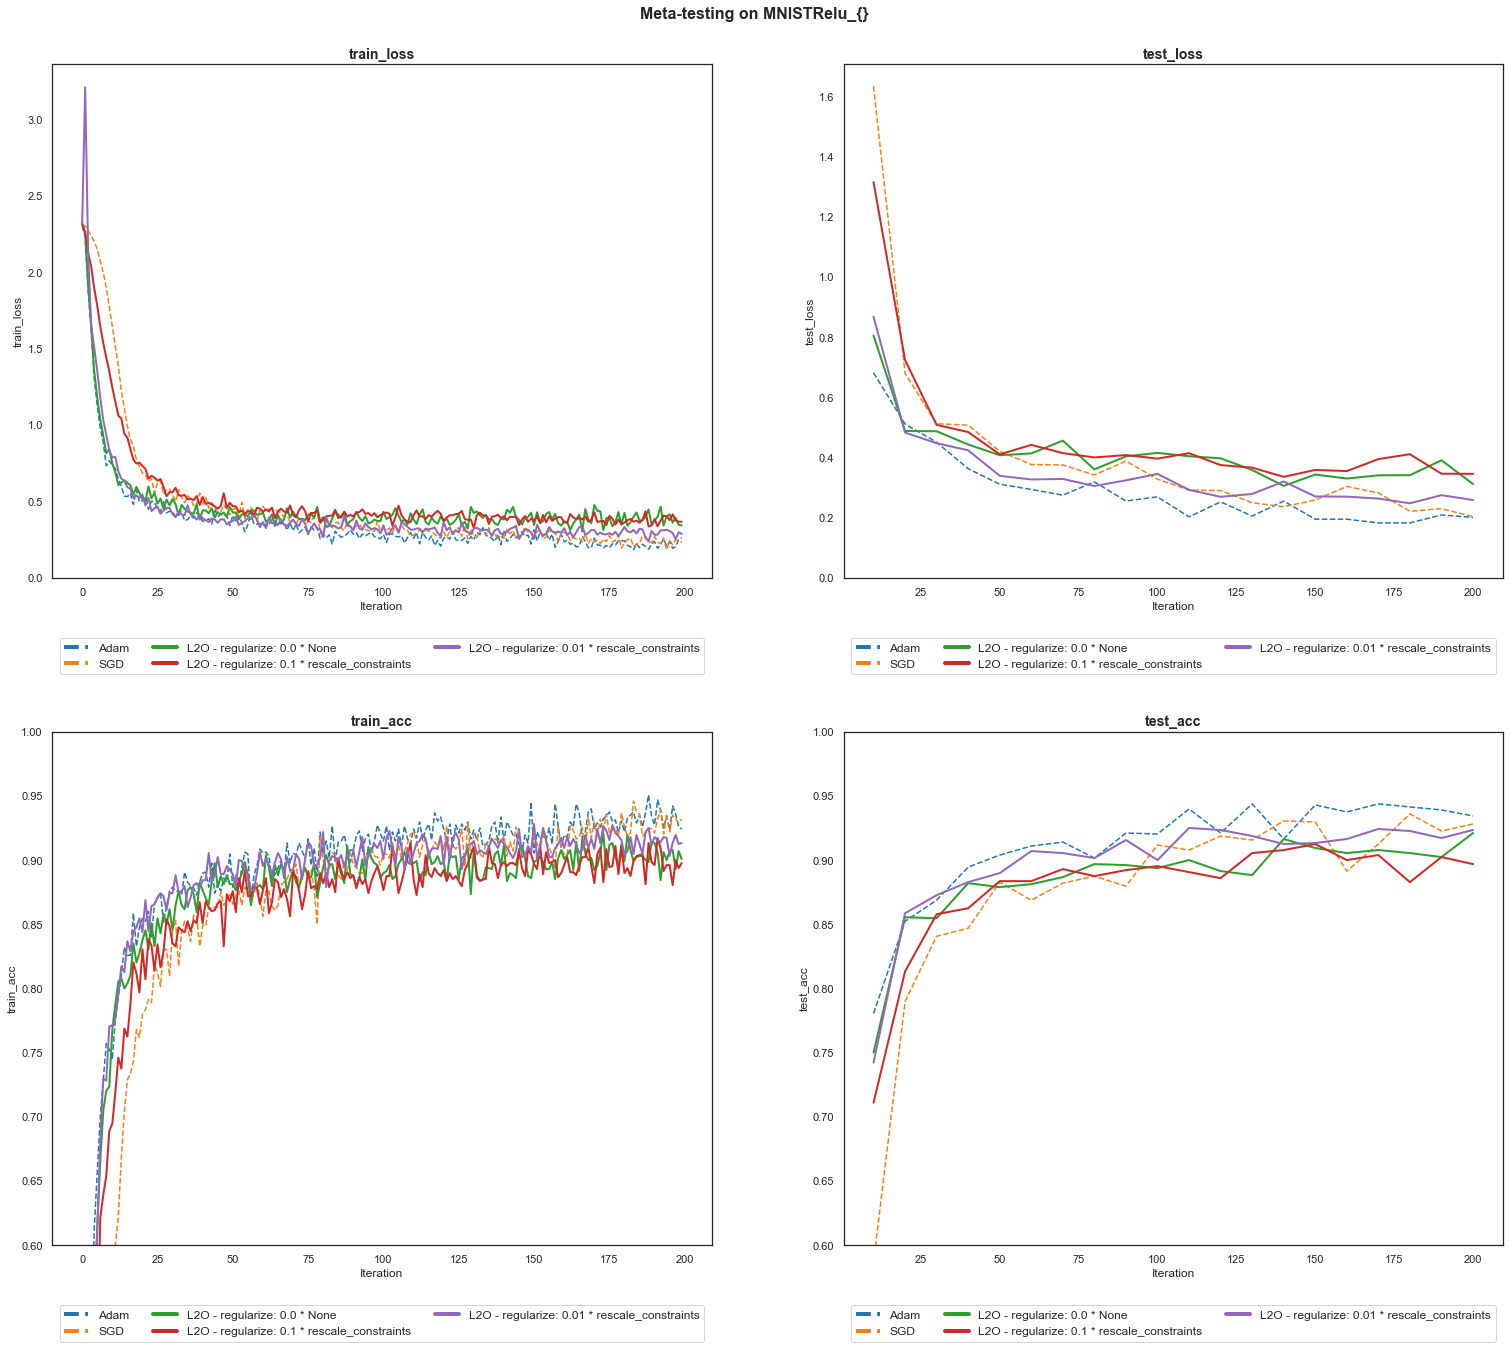 Meta-testing on MNISTRelu_{}
train_loss
3.0
2.5
2.0
1.5
1.0
0.5
0.0
train_loss
0 25 50 75 100 125 150 175 200
Iteration
Adam
SGD
L2O - regularize: 0.0 * None
L2O - regularize: 0.1 * rescale_constraints
L2O - regularize: 0.01 * rescale_constraints
test_loss
1.6
1.4
1.2
1.0
0.8
0.6
0.4
0.2
0.0
test_loss
25 50 75 100 125 150 175 200
Iteration
Adam
SGD
L2O - regularize: 0.0 * None
L2O - regularize: 0.1 * rescale_constraints
L2O - regularize: 0.01 * rescale_constraints
train_acc
1.00
0.95
0.90
0.85
0.80
0.75
0.70
0.65
0.60
train_acc
0 25 50 75 100 125 150 175 200
Iteration
Adam
SGD
L2O - regularize: 0.0 * None
L2O - regularize: 0.1 * rescale_constraints
L2O - regularize: 0.01 * rescale_constraints
test_acc
1.00
0.95
0.90
0.85
0.80
0.75
0.70
0.65
0.60
test_acc
25 50 75 100 125 150 175 200
Iteration
Adam
SGD
L2O - regularize: 0.0 * None
L2O - regularize: 0.1 * rescale_constraints
L2O - regularize: 0.01 * rescale_constraints